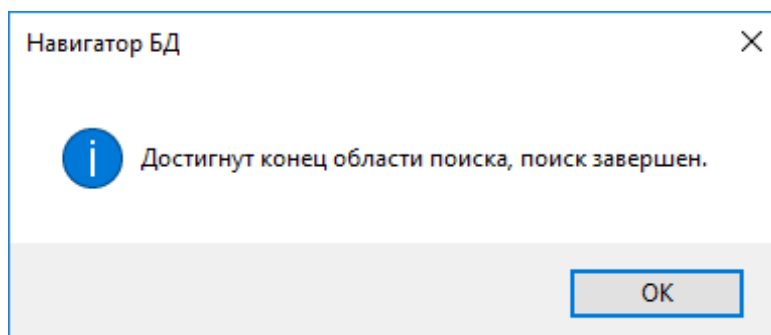 Навигатор БД
Достигнут конец области поиска, поиск завершен.
OK